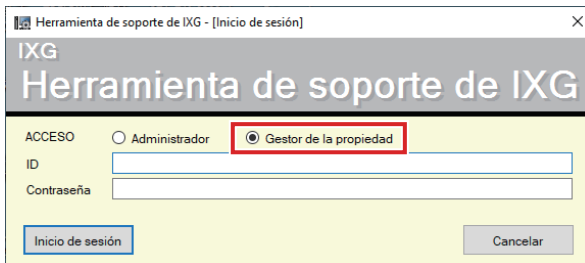 Herramienta de soporte de IXG - [Inicio de sesión]
IXG
Herramienta de soporte de IXG
ACCESO Administrador Gestor de la propiedad
ID
Contraseña
Inicio de sesión Cancelar